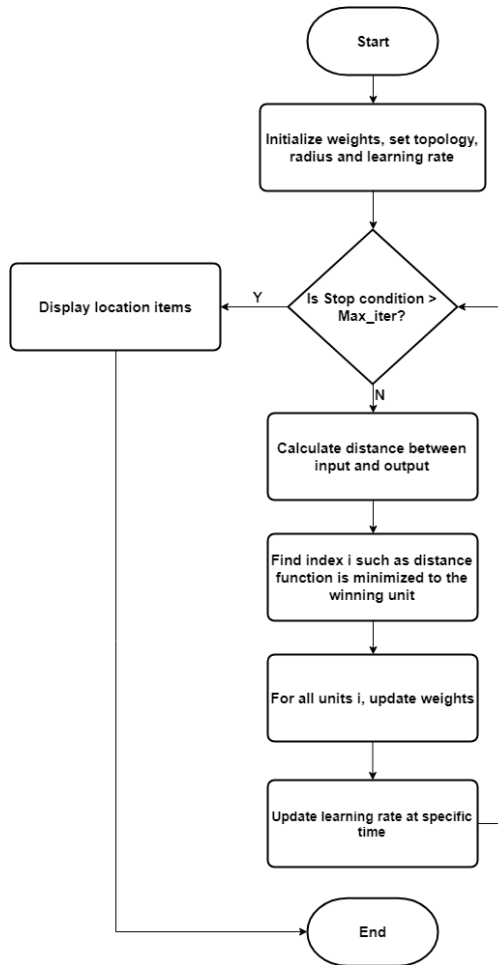 Start
Initialize weights, set topology,
radius and learning rate
Is Stop condition >
Max_iter?
Y
Display location items
N
Calculate distance between
input and output
Find index i such as distance
function is minimized to the
winning unit
For all units i, update weights
Update learning rate at specific
time
End